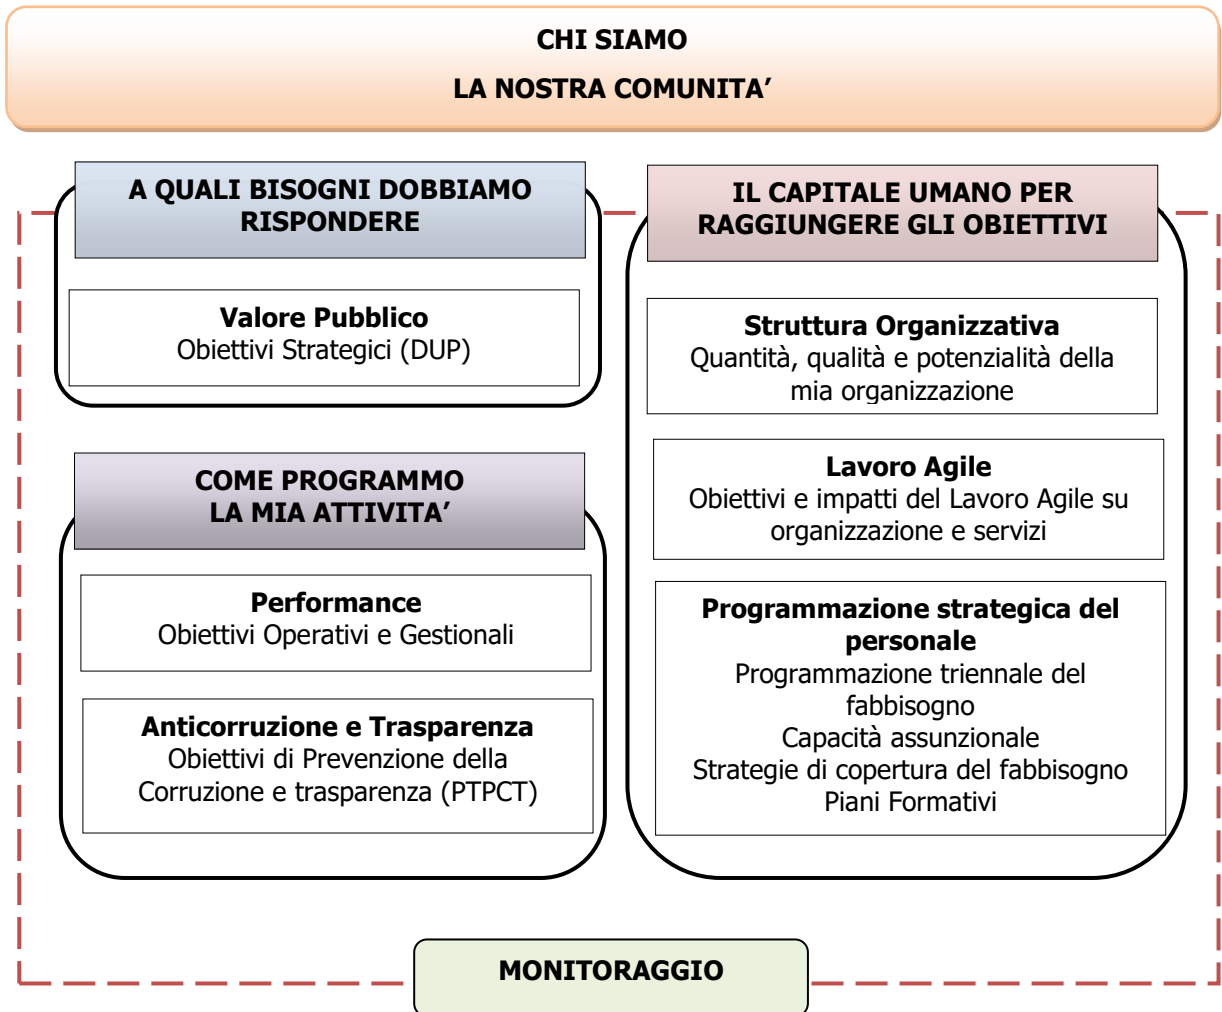 CHI SIAMO
LA NOSTRA COMUNITA’
A QUALI BISOGNI DOBBIAMO
RISPONDERE
Valore Pubblico
Obiettivi Strategici (DUP)
COME PROGRAMMO
LA MIA ATTIVITA’
Performance
Obiettivi Operativi e Gestionali
Anticorruzione e Trasparenza
Obiettivi di Prevenzione della
Corruzione e trasparenza (PTPCT)
IL CAPITALE UMANO PER
RAGGIUNGERE GLI OBIETTIVI
Struttura Organizzativa
Quantità, qualità e potenzialità della
mia organizzazione
Lavoro Agile
Obiettivi e impatti del Lavoro Agile su
organizzazione e servizi
Programmazione strategica del
personale
Programmazione triennale del
fabbisogno
Capacità assunzionale
Strategie di copertura del fabbisogno
Piani Formativi
MONITORAGGIO